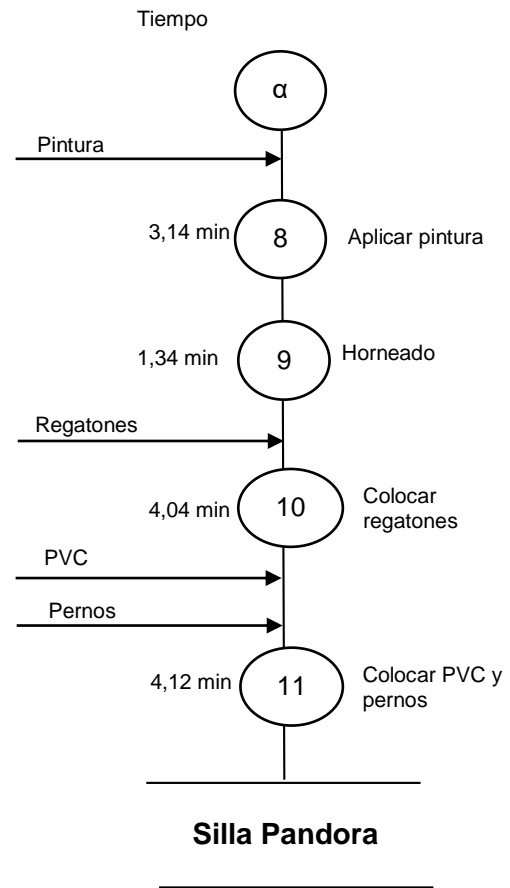 Tiempo
α
Pintura
3,14 min
8
Aplicar pintura
1,34 min
9
Horneado
Regatones
4,04 min
10
Colocar
regatones
PVC
Pernos
4,12 min
11
Colocar PVC y
pernos
Silla Pandora